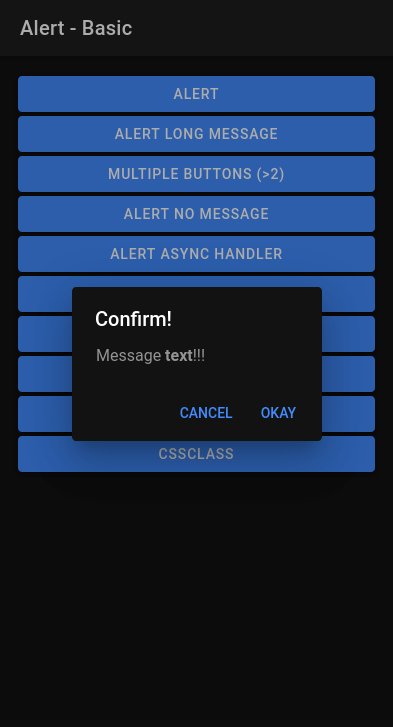 Alert - Basic
ALERT
ALERT LONG MESSAGE
MULTIPLE BUTTONS (>2)
ALERT NO MESSAGE
ALERT ASYNC HANDLER
Confirm!
Message text!!!
CANCEL OKAY
CSSCLASS